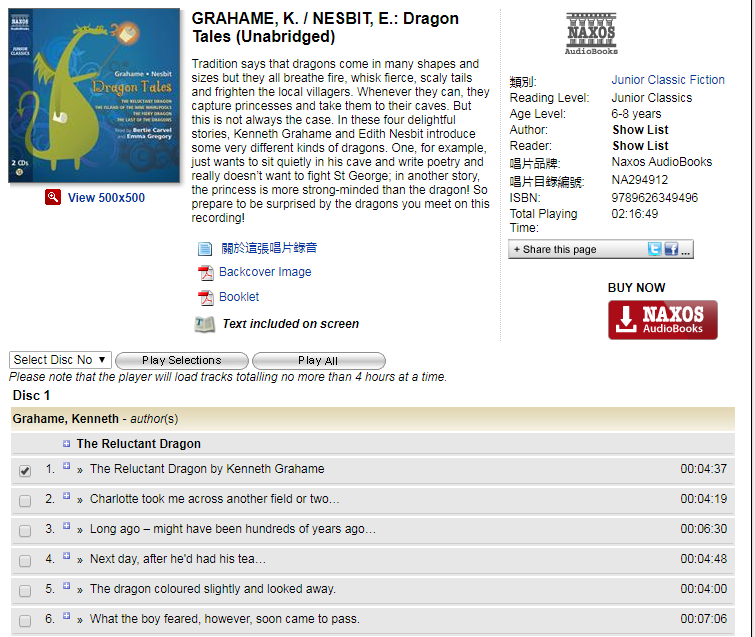 NAXOS
AudioBooks
JUNIOR
CLASSICS
Grahame • Nesbit
Dragon Tales
THE RELUCTANT DRAGON
THE ISLAND OF THE NINE WHIRLPOOLS
THE FIERY DRAGON
THE LAST OF THE DRAGONS
Read by Bertie Carvel
and Emma Gregory
2 CDs
View 500x500
GRAHAME, K. / NESBIT, E.: Dragon
Tales (Unabridged)
Tradition says that dragons come in many shapes and
sizes but they all breathe fire, whisk fierce, scaly tails
and frighten the local villagers. Whenever they can, they
capture princesses and take them to their caves. But
this is not always the case. In these four delightful
stories, Kenneth Grahame and Edith Nesbit introduce
some very different kinds of dragons. One, for example,
just wants to sit quietly in his cave and write poetry and
really doesn't want to fight St George; in another story,
the princess is more strong-minded than the dragon! So
prepare to be surprised by the dragons you meet on this
recording!
關於這張唱片錄音
Backcover Image
Booklet
Text included on screen
NAXOS
AudioBooks
類別: Junior Classic Fiction
Reading Level: Junior Classics
Age Level: 6-8 years
Author: Show List
Reader: Show List
唱片品牌: Naxos AudioBooks
唱片目錄編號: NA294912
ISBN: 9789626349496
Total Playing Time: 02:16:49
+ Share this page ...
BUY NOW
NAXOS
AudioBooks
Select Disc No ▼ Play Selections Play All
Please note that the player will load tracks totalling no more than 4 hours at a time.
Disc 1
Grahame, Kenneth - author(s)
The Reluctant Dragon
1. » The Reluctant Dragon by Kenneth Grahame 00:04:37
2. » Charlotte took me across another field or two… 00:04:19
3. » Long ago – might have been hundreds of years ago… 00:06:30
4. » Next day, after he'd had his tea… 00:04:48
5. » The dragon coloured slightly and looked away. 00:04:00
6. » What the boy feared, however, soon came to pass. 00:07:06